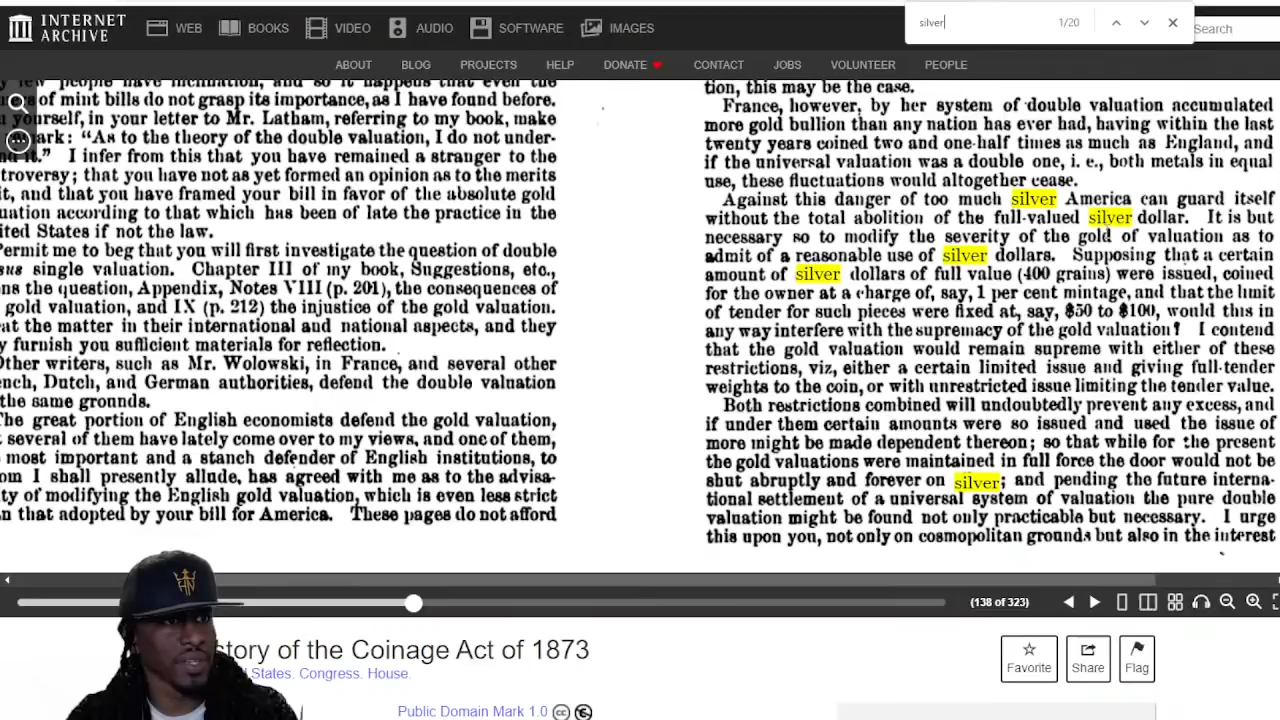 INTERNET
ARCHIVE
WEB
BOOKS
VIDEO
AUDIO
SOFTWARE
IMAGES
silver
1/20
Search
ABOUT
BLOG
PROJECTS
HELP
DONATE
CONTACT
JOBS
VOLUNTEER
PEOPLE
few people have inclination, and so it happens that even the
of mint bills do not grasp its importance, as I have found before.
yourself, in your letter to Mr. Latham, referring to my book, make
remark: "As to the theory of the double valuation, I do not under-
I infer from this that you have remained a stranger to the
troversy; that you have not as yet formed an opinion as to the merits
it, and that you have framed your bill in favor of the absolute gold
uation according to that which has been of late the practice in the
ited States if not the law.
Permit me to beg that you will first investigate the question of double
sus single valuation. Chapter III of my book, Suggestions, etc.,
ns the question, Appendix, Notes VIII (p. 201), the consequences of
gold valuation, and IX (p. 212) the injustice of the gold valuation.
at the matter in their international and national aspects, and they
y furnish you sufficient materials for reflection.
Other writers, such as Mr. Wolowski, in France, and several other
ench, Dutch, and German authorities, defend the double valuation
the same grounds.
The great portion of English economists defend the gold valuation,
several of them have lately come over to my views, and one of them,
most important and a stanch defender of English institutions, to
om I shall presently allude, has agreed with me as to the advisa-
ty of modifying the English gold valuation, which is even less strict
n that adopted by your bill for America. These pages do not afford
tion, this may be the case.
France, however, by her system of double valuation accumulated
more gold bullion than any nation has ever had, having within the last
twenty years coined two and one-half times as much as England, and
if the universal valuation was a double one, i. e., both metals in equal
use, these fluctuations would altogether cease.
Against this danger of too much silver America can guard itself
without the total abolition of the full-valued silver dollar. It is but
necessary so to modify the severity of the gold of valuation as to
admit of a reasonable use of silver dollars. Supposing that a certain
amount of silver dollars of full value (400 grains) were issued, coined
for the owner at a charge of, say, 1 per cent mintage, and that the limit
of tender for such pieces were fixed at, say, $50 to $100, would this in
any way interfere with the supremacy of the gold valuation? I contend
that the gold valuation would remain supreme with either of these
restrictions, viz, either a certain limited issue and giving full-tender
weights to the coin, or with unrestricted issue limiting the tender value.
Both restrictions combined will undoubtedly prevent any excess, and
if under them certain amounts were so issued and used the issue of
more might be made dependent thereon; so that while for the present
the gold valuations were maintained in full force the door would not be
shut abruptly and forever on silver; and pending the future interna-
tional settlement of a universal system of valuation the pure double
valuation might be found not only practicable but necessary. I urge
this upon you, not only on cosmopolitan grounds but also in the interest
(138 of 323)
story of the Coinage Act of 1873
States. Congress. House.
Favorite
Share
Flag
Public Domain Mark 1.0